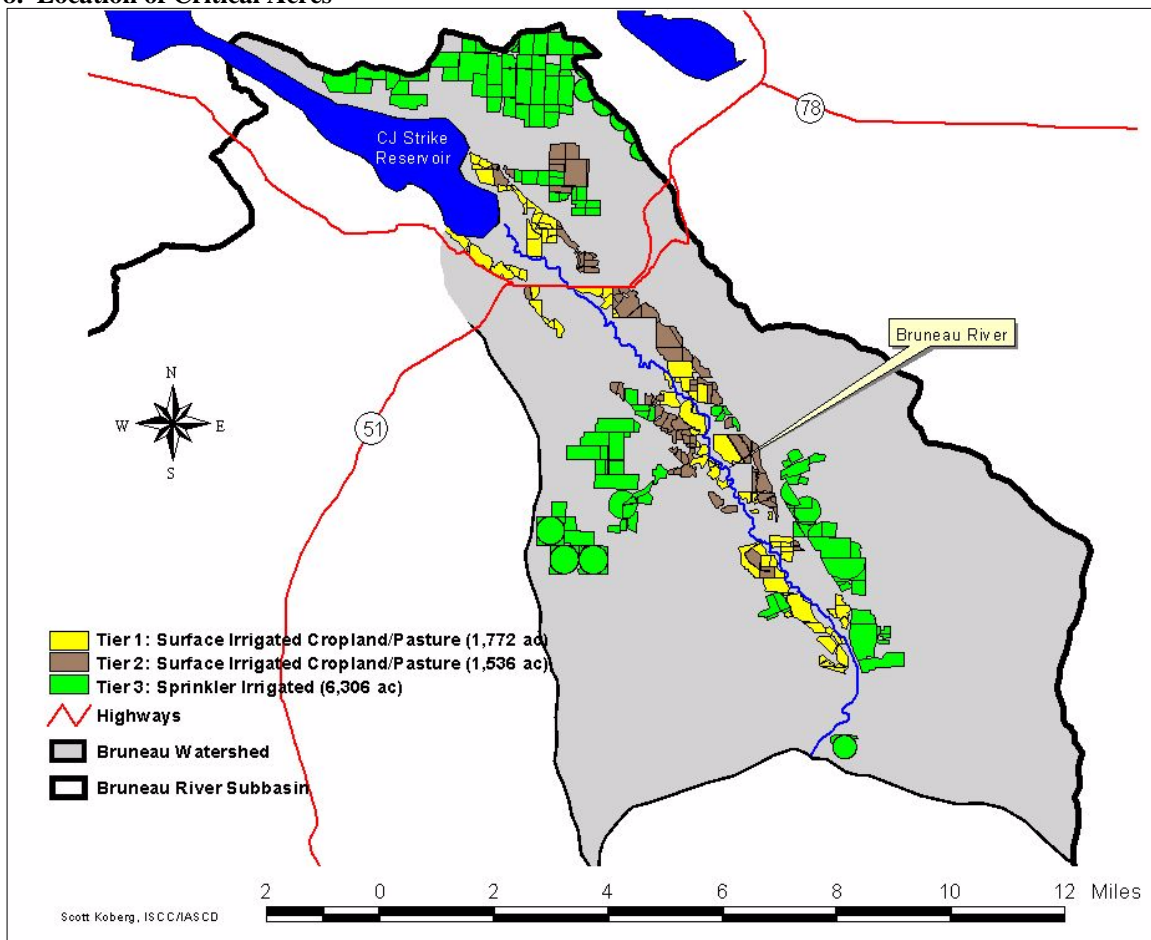 8. Location of Critical Acres
78
CJ Strike
Reservoir
Bruneau River
N
W E
S
51
Tier 1: Surface Irrigated Cropland/Pasture (1,772 ac)
Tier 2: Surface Irrigated Cropland/Pasture (1,536 ac)
Tier 3: Sprinkler Irrigated (6,306 ac)
Highways
Bruneau Watershed
Bruneau River Subbasin
2 0 2 4 6 8 10 12 Miles
Scott Koberg, ISCC/IASCD